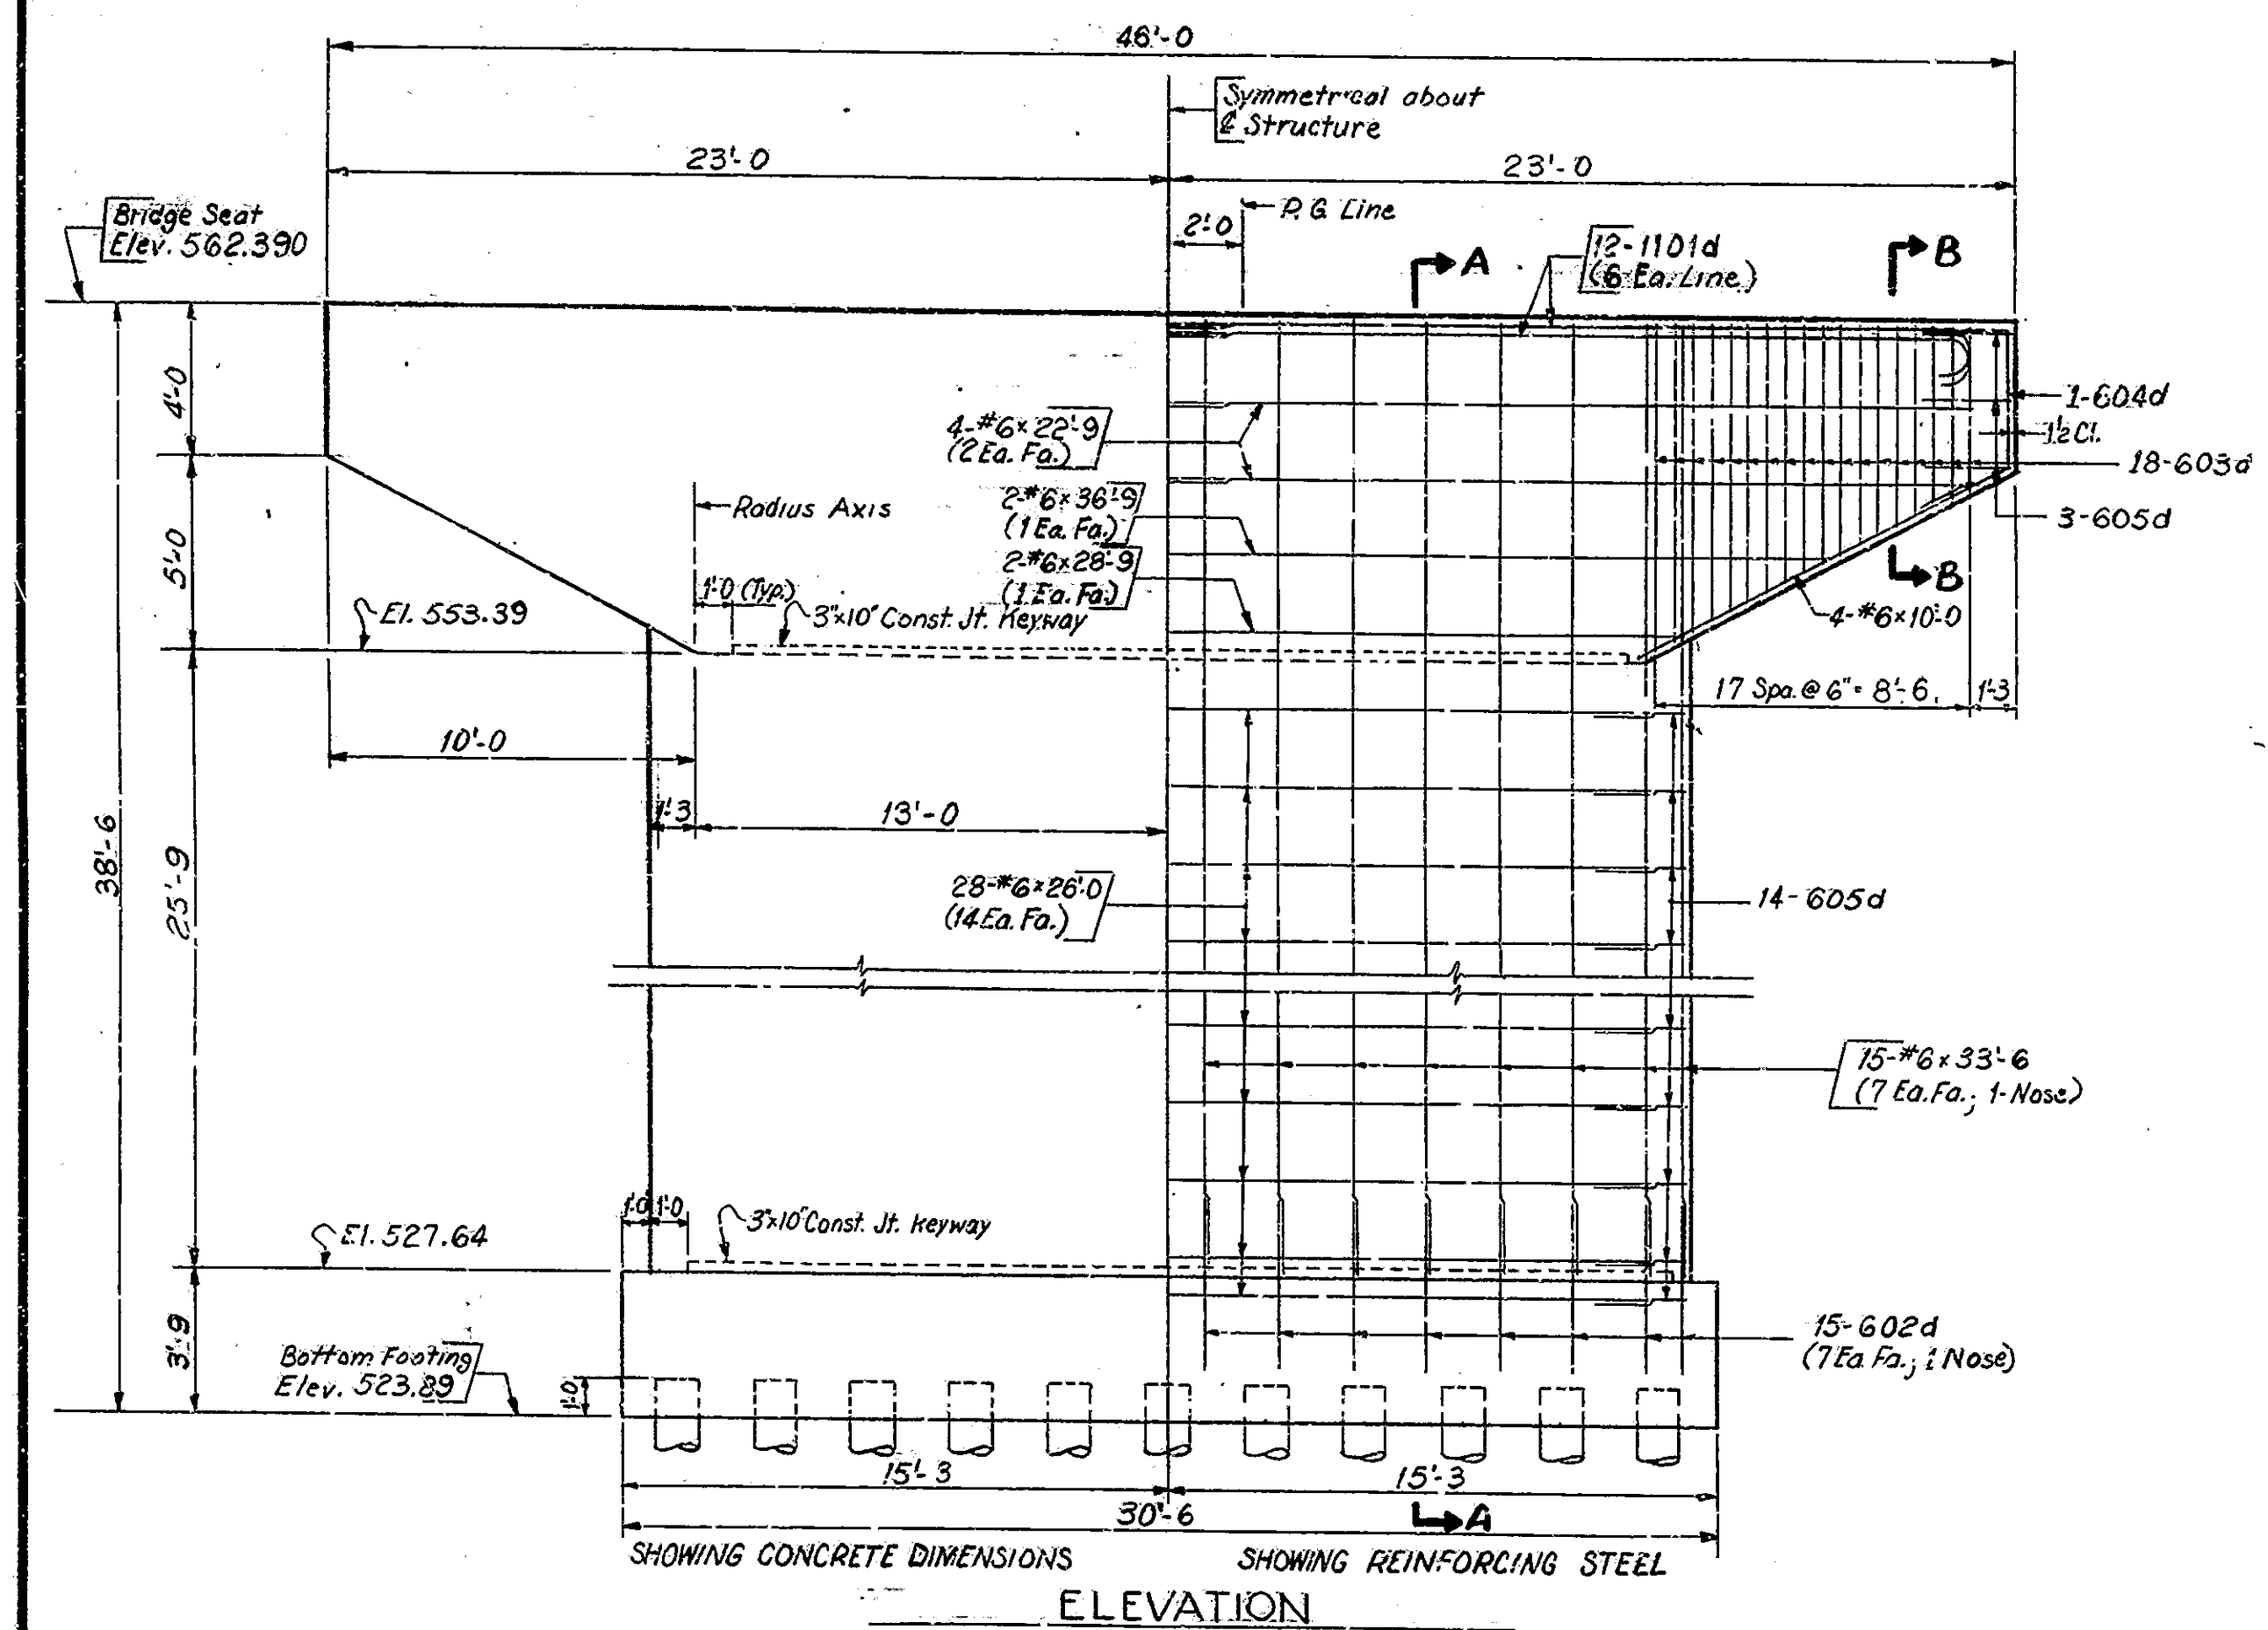 46'-0
Symmetrical about
℄ Structure
23'-0
23'-0
Bridge Seat
Elev. 562.390
P.G. Line
2'-0
12-1101d
(6 Ea. Line)
A
B
4'-0
1-604d
4-#6×22'-9
(2 Ea. Fa.)
1½ Cl.
18-603d
Radius Axis
2-#6×36'-9
(1 Ea. Fa.)
3-605d
5'-0
2-#6×28'-9
(1 Ea. Fa.)
B
1'-0 (Typ.)
El. 553.39
3"x10" Const. Jt. Keyway
4-#6×10'-0
17 Spa. @ 6" = 8'-6
1'-3
10'-0
1'-3
13'-0
38'-6
25'-9
28-#6×26'-0
(14 Ea. Fa.)
14-605d
15-#6×33'-6
(7 Ea. Fa.; 1-Nose)
1'-0
1'-0
3"x10" Const. Jt. Keyway
El. 527.64
3'-9
15-602d
(7 Ea. Fa.; 1 Nose)
Bottom Footing
Elev. 523.89
1'-0
15'-3
15'-3
30'-6
A
SHOWING CONCRETE DIMENSIONS
SHOWING REINFORCING STEEL
ELEVATION